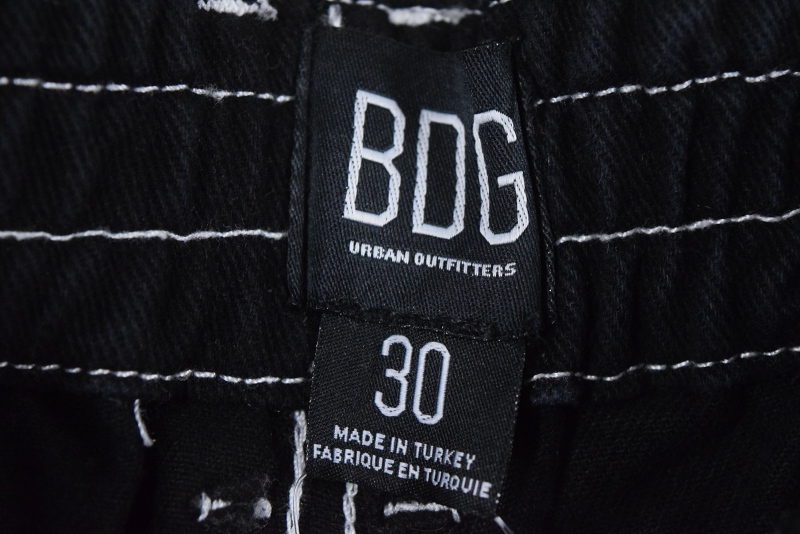 BDG
URBAN OUTFITTERS
30
MADE IN TURKEY
FABRIQUE EN TURQUIE